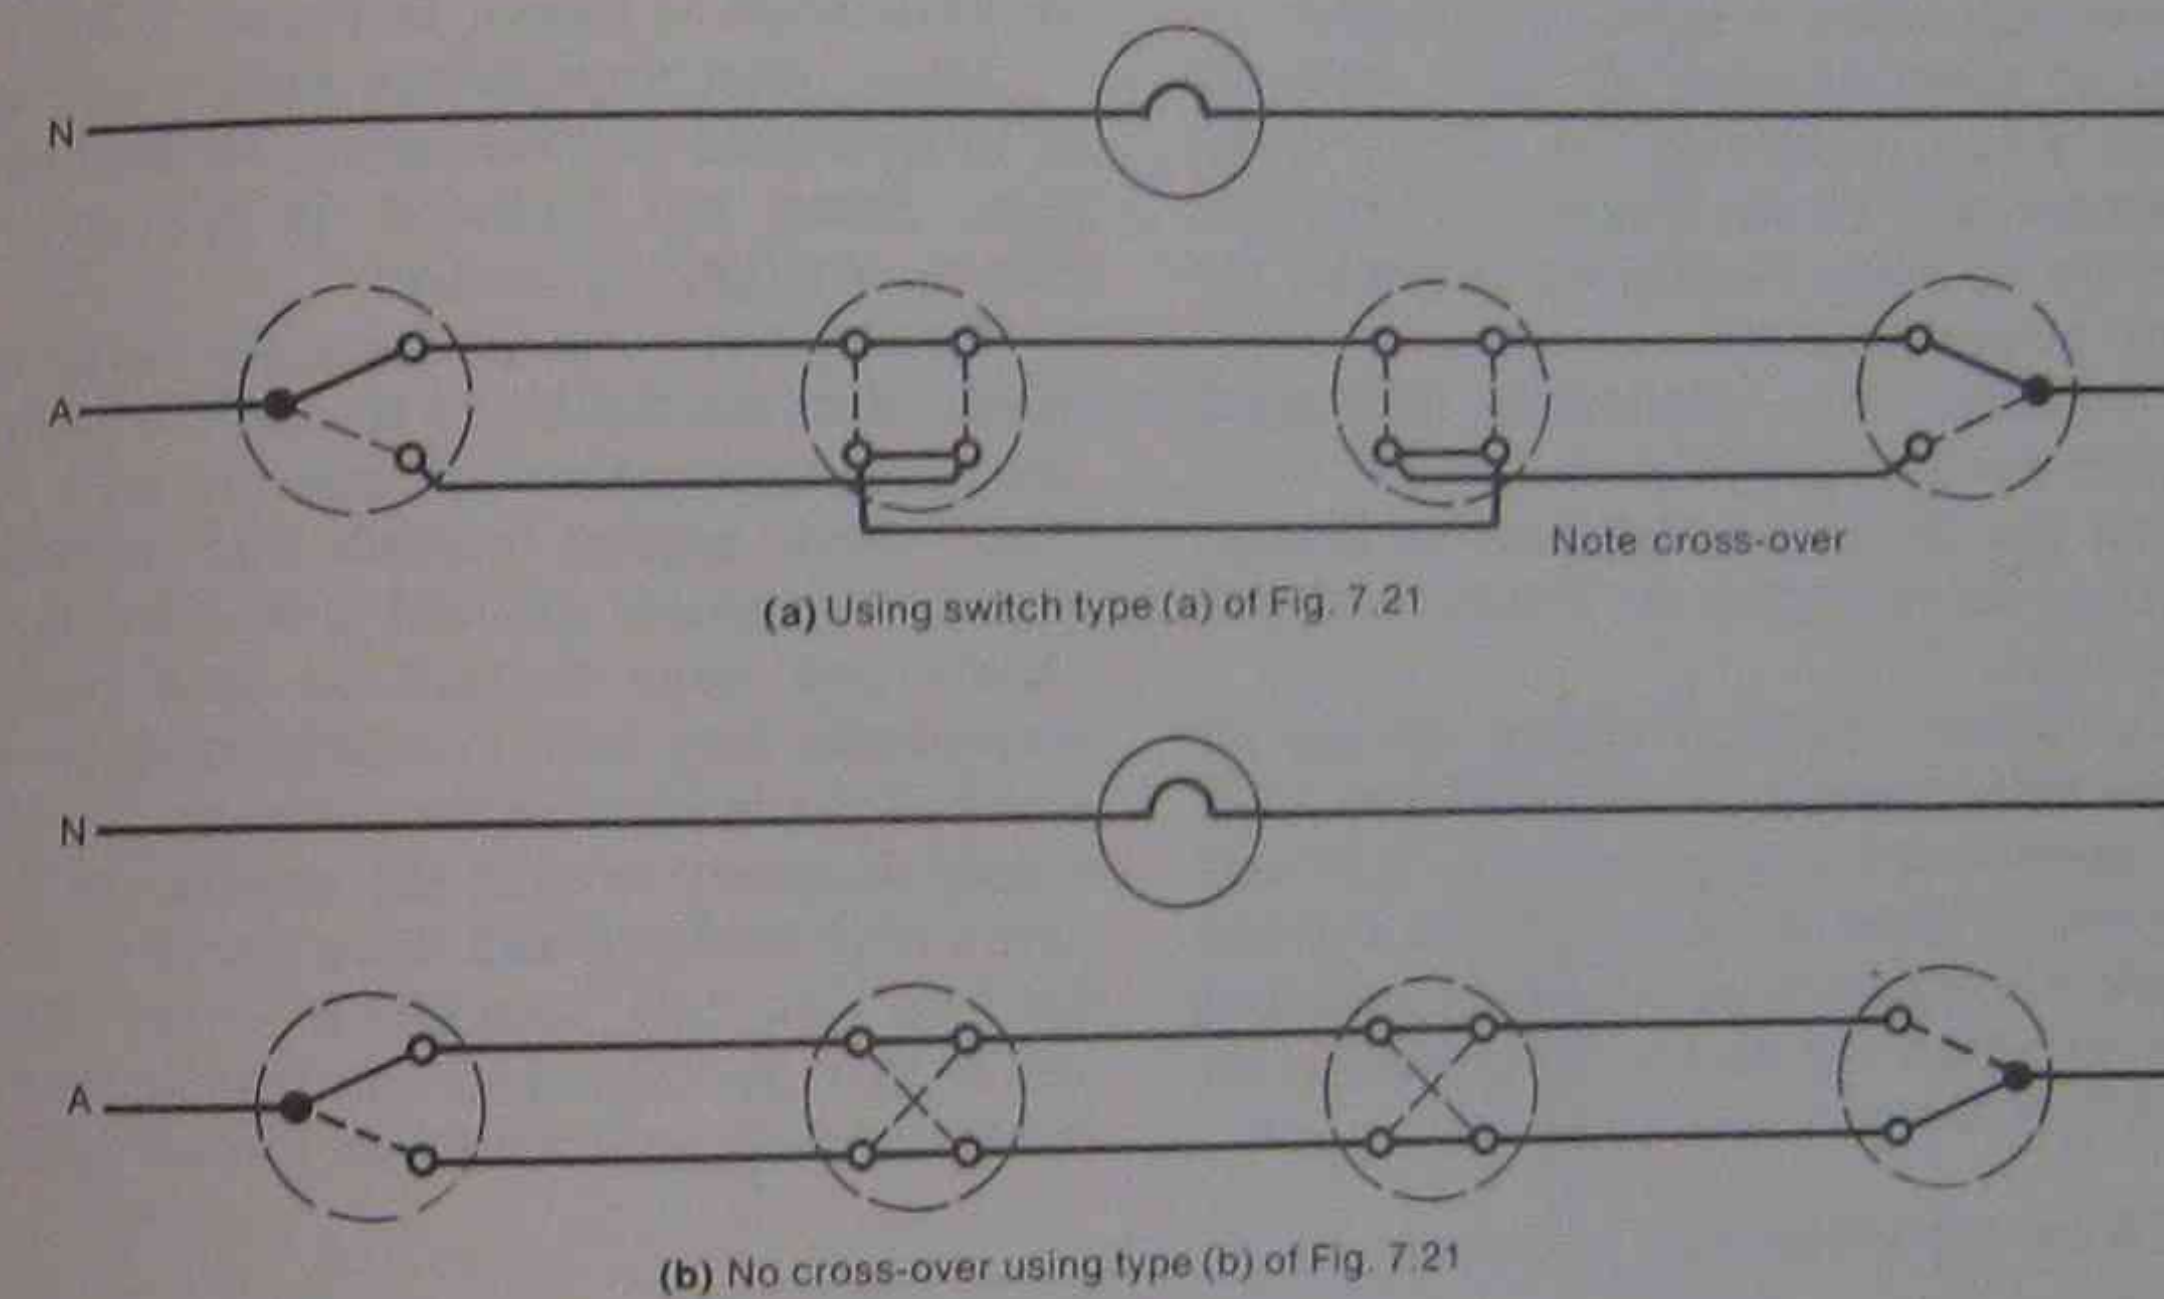 N
A
Note cross-over
(a) Using switch type (a) of Fig. 7.21
N
A
(b) No cross-over using type (b) of Fig. 7.21